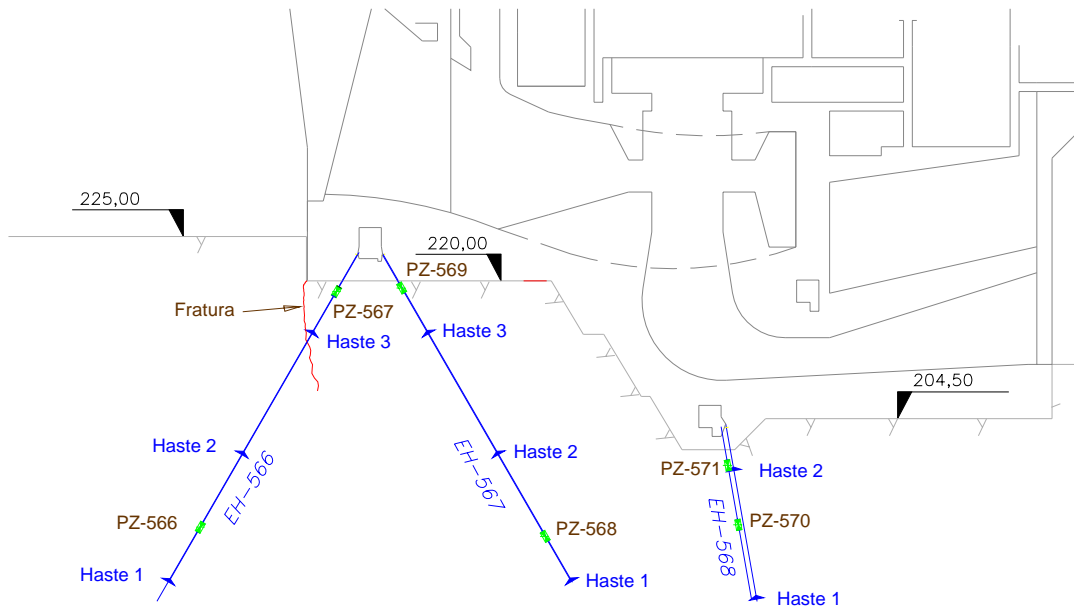 225,00
220,00
PZ-569
Fratura
PZ-567
Haste 3
Haste 3
204,50
Haste 2
EH-566
EH-567
Haste 2
PZ-571
Haste 2
PZ-566
PZ-568
EH-568
PZ-570
Haste 1
Haste 1
Haste 1